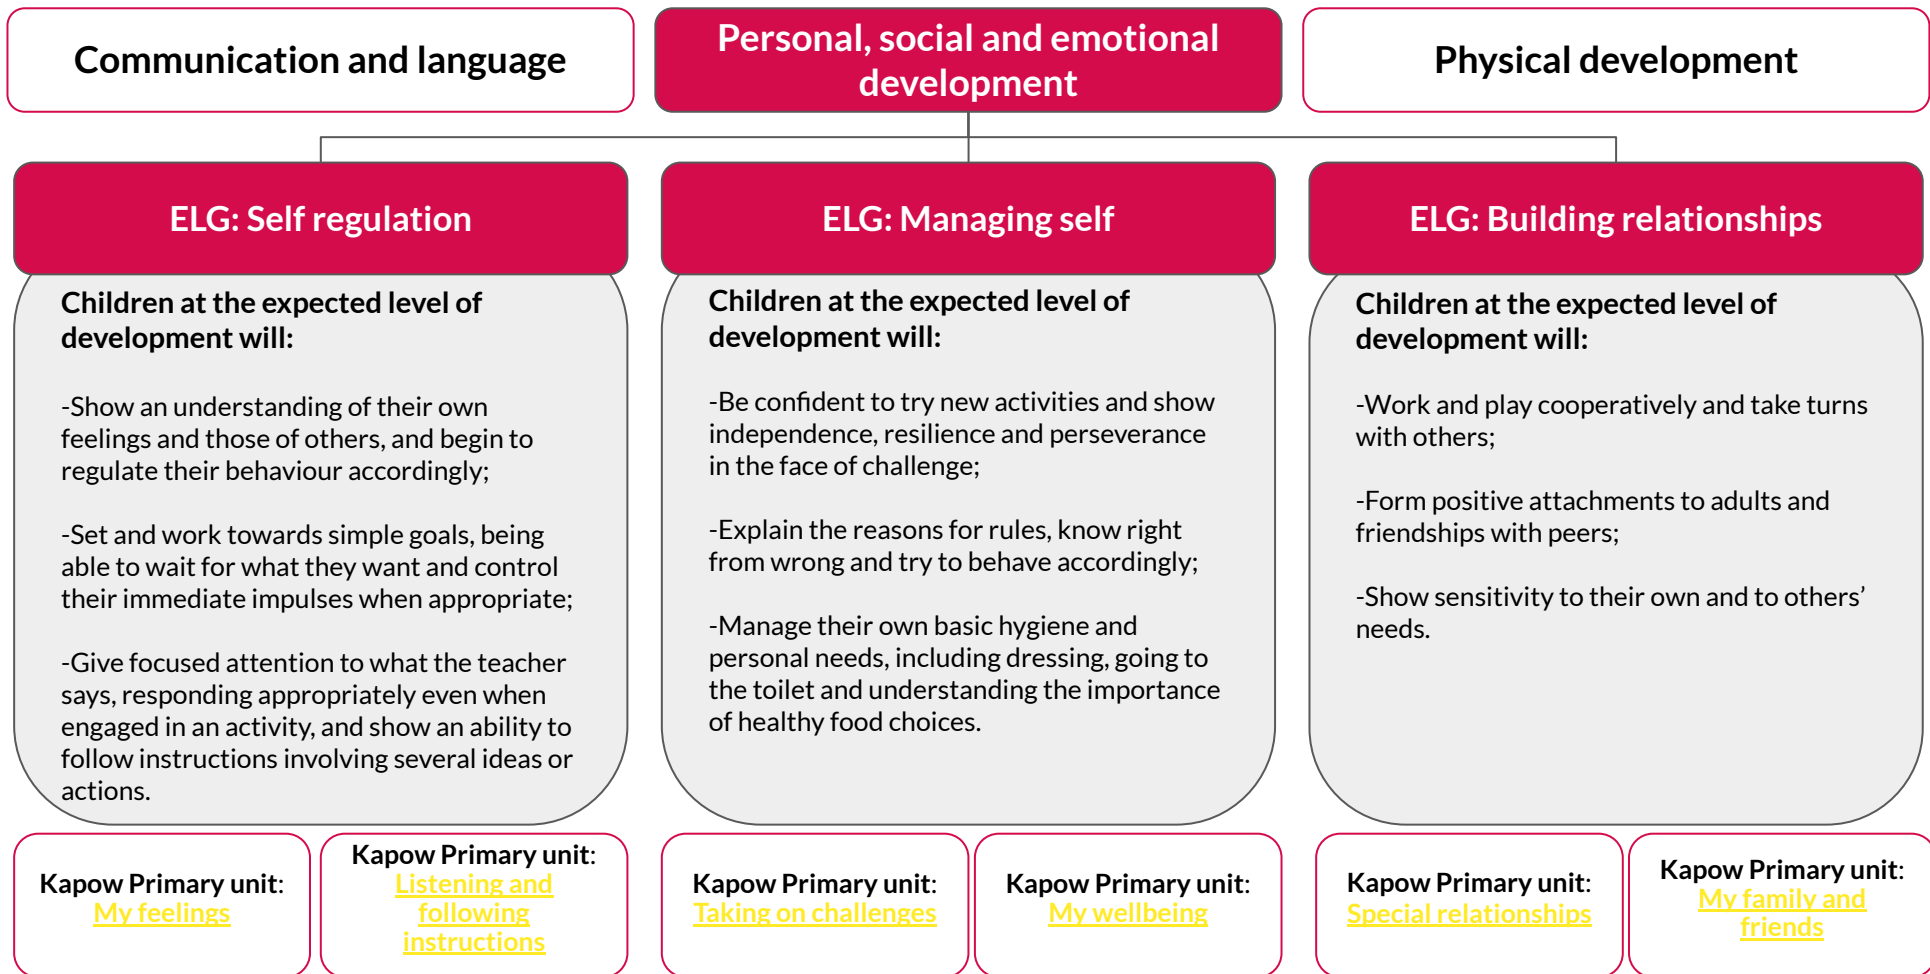 Communication and language
Personal, social and emotional
development
Physical development
ELG: Self regulation
Children at the expected level of
development will:
-Show an understanding of their own
feelings and those of others, and begin to
regulate their behaviour accordingly;
-Set and work towards simple goals, being
able to wait for what they want and control
their immediate impulses when appropriate;
-Give focused attention to what the teacher
says, responding appropriately even when
engaged in an activity, and show an ability to
follow instructions involving several ideas or
actions.
Kapow Primary unit:
My feelings
Kapow Primary unit:
Listening and
following
instructions
ELG: Managing self
Children at the expected level of
development will:
-Be confident to try new activities and show
independence, resilience and perseverance
in the face of challenge;
-Explain the reasons for rules, know right
from wrong and try to behave accordingly;
-Manage their own basic hygiene and
personal needs, including dressing, going to
the toilet and understanding the importance
of healthy food choices.
Kapow Primary unit:
Taking on challenges
Kapow Primary unit:
My wellbeing
ELG: Building relationships
Children at the expected level of
development will:
-Work and play cooperatively and take turns
with others;
-Form positive attachments to adults and
friendships with peers;
-Show sensitivity to their own and to others’
needs.
Kapow Primary unit:
Special relationships
Kapow Primary unit:
My family and
friends